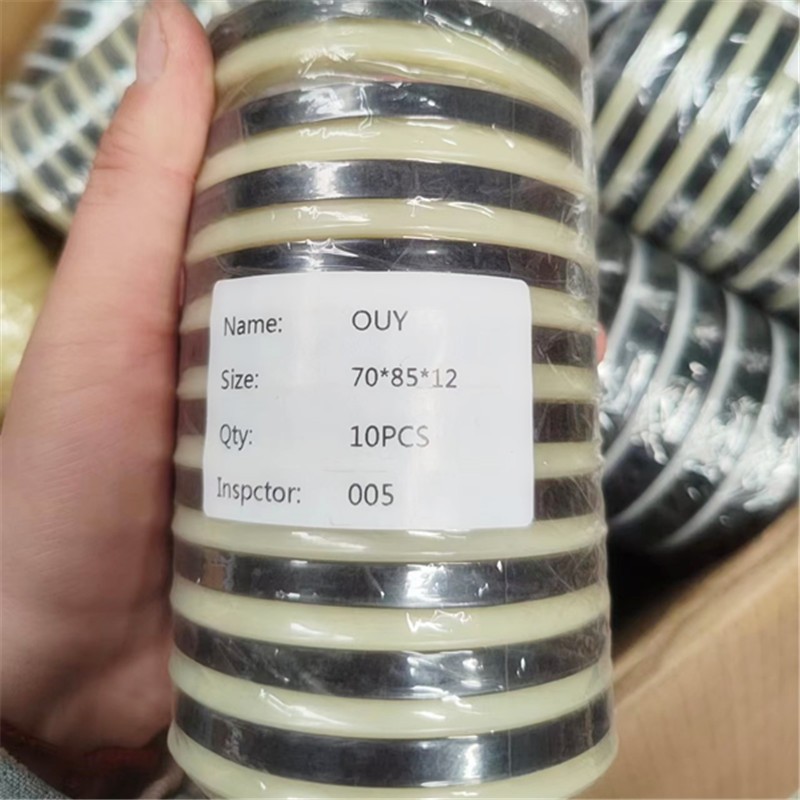 Name: OUY
Size: 70*85*12
Qty: 10PCS
Inspctor: 005